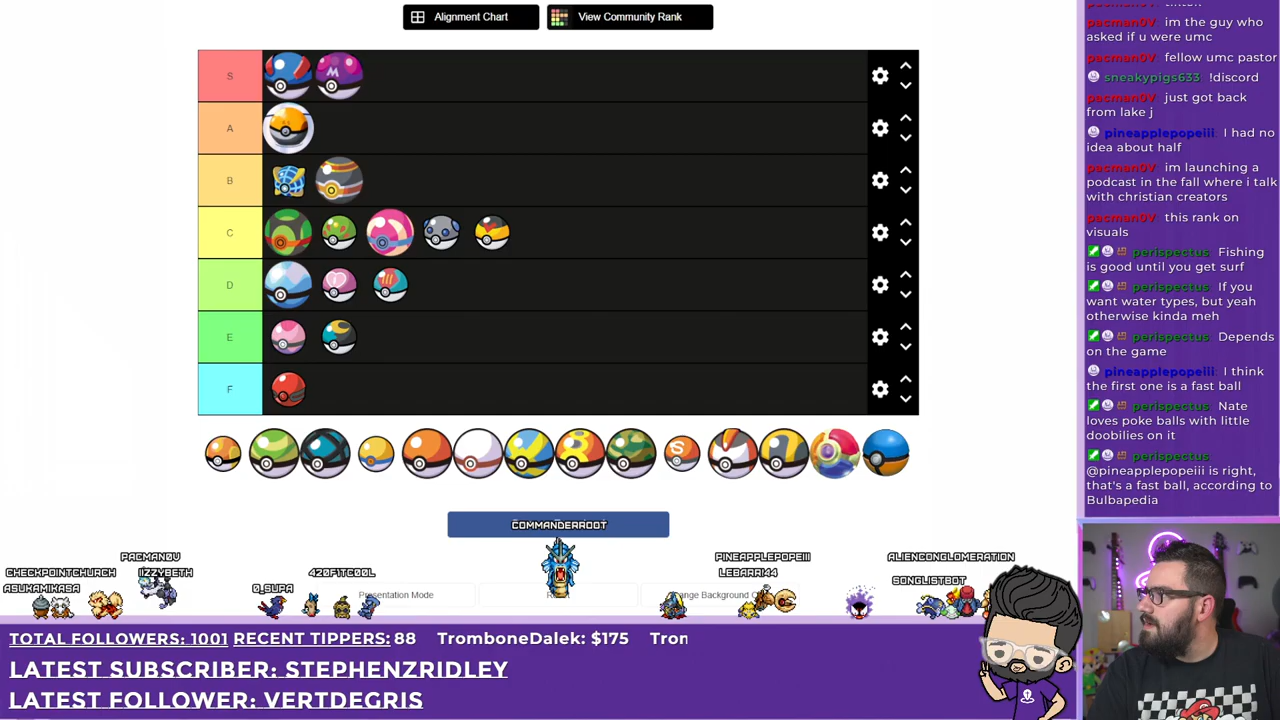 Alignment Chart
View Community Rank
S
A
B
C
D
E
F
COMMANDERROOT
Presentation Mode
PACMAN0V
CHECKPOINTCHURCH
IIZZYBETH
ASUKAMIKASA
0_SUPA
420FITCOOL
PINEAPPLEPOPEIII
LEBARR44
ALIENCONGLOMERATION
SONGLISTBOT
TOTAL FOLLOWERS: 1001 RECENT TIPPERS: 88 TromboneDalek: $175 Tron
LATEST SUBSCRIBER: STEPHENZRIDLEY
LATEST FOLLOWER: VERTDEGRIS
pacman0V: im the guy who
asked if u were umc
pacman0V: fellow umc pastor
sneakypigs633 !discord
pacman0V: just got back
from lake j
pineapplepopeiii: I had no
idea about half
pacman0V: im launching a
podcast in the fall where i talk
with christian creators
pacman0V: this rank on
visuals
perispectus: Fishing
is good until you get surf
perispectus: If you
want water types, but yeah
otherwise kinda meh
perispectus: Depends
on the game
pineapplepopeiii: I think
the first one is a fast ball
perispectus: Nate
loves poke balls with little
doobilies on it
perispectus:
@pineapplepopeiii is right,
that's a fast ball, according to
Bulbapedia